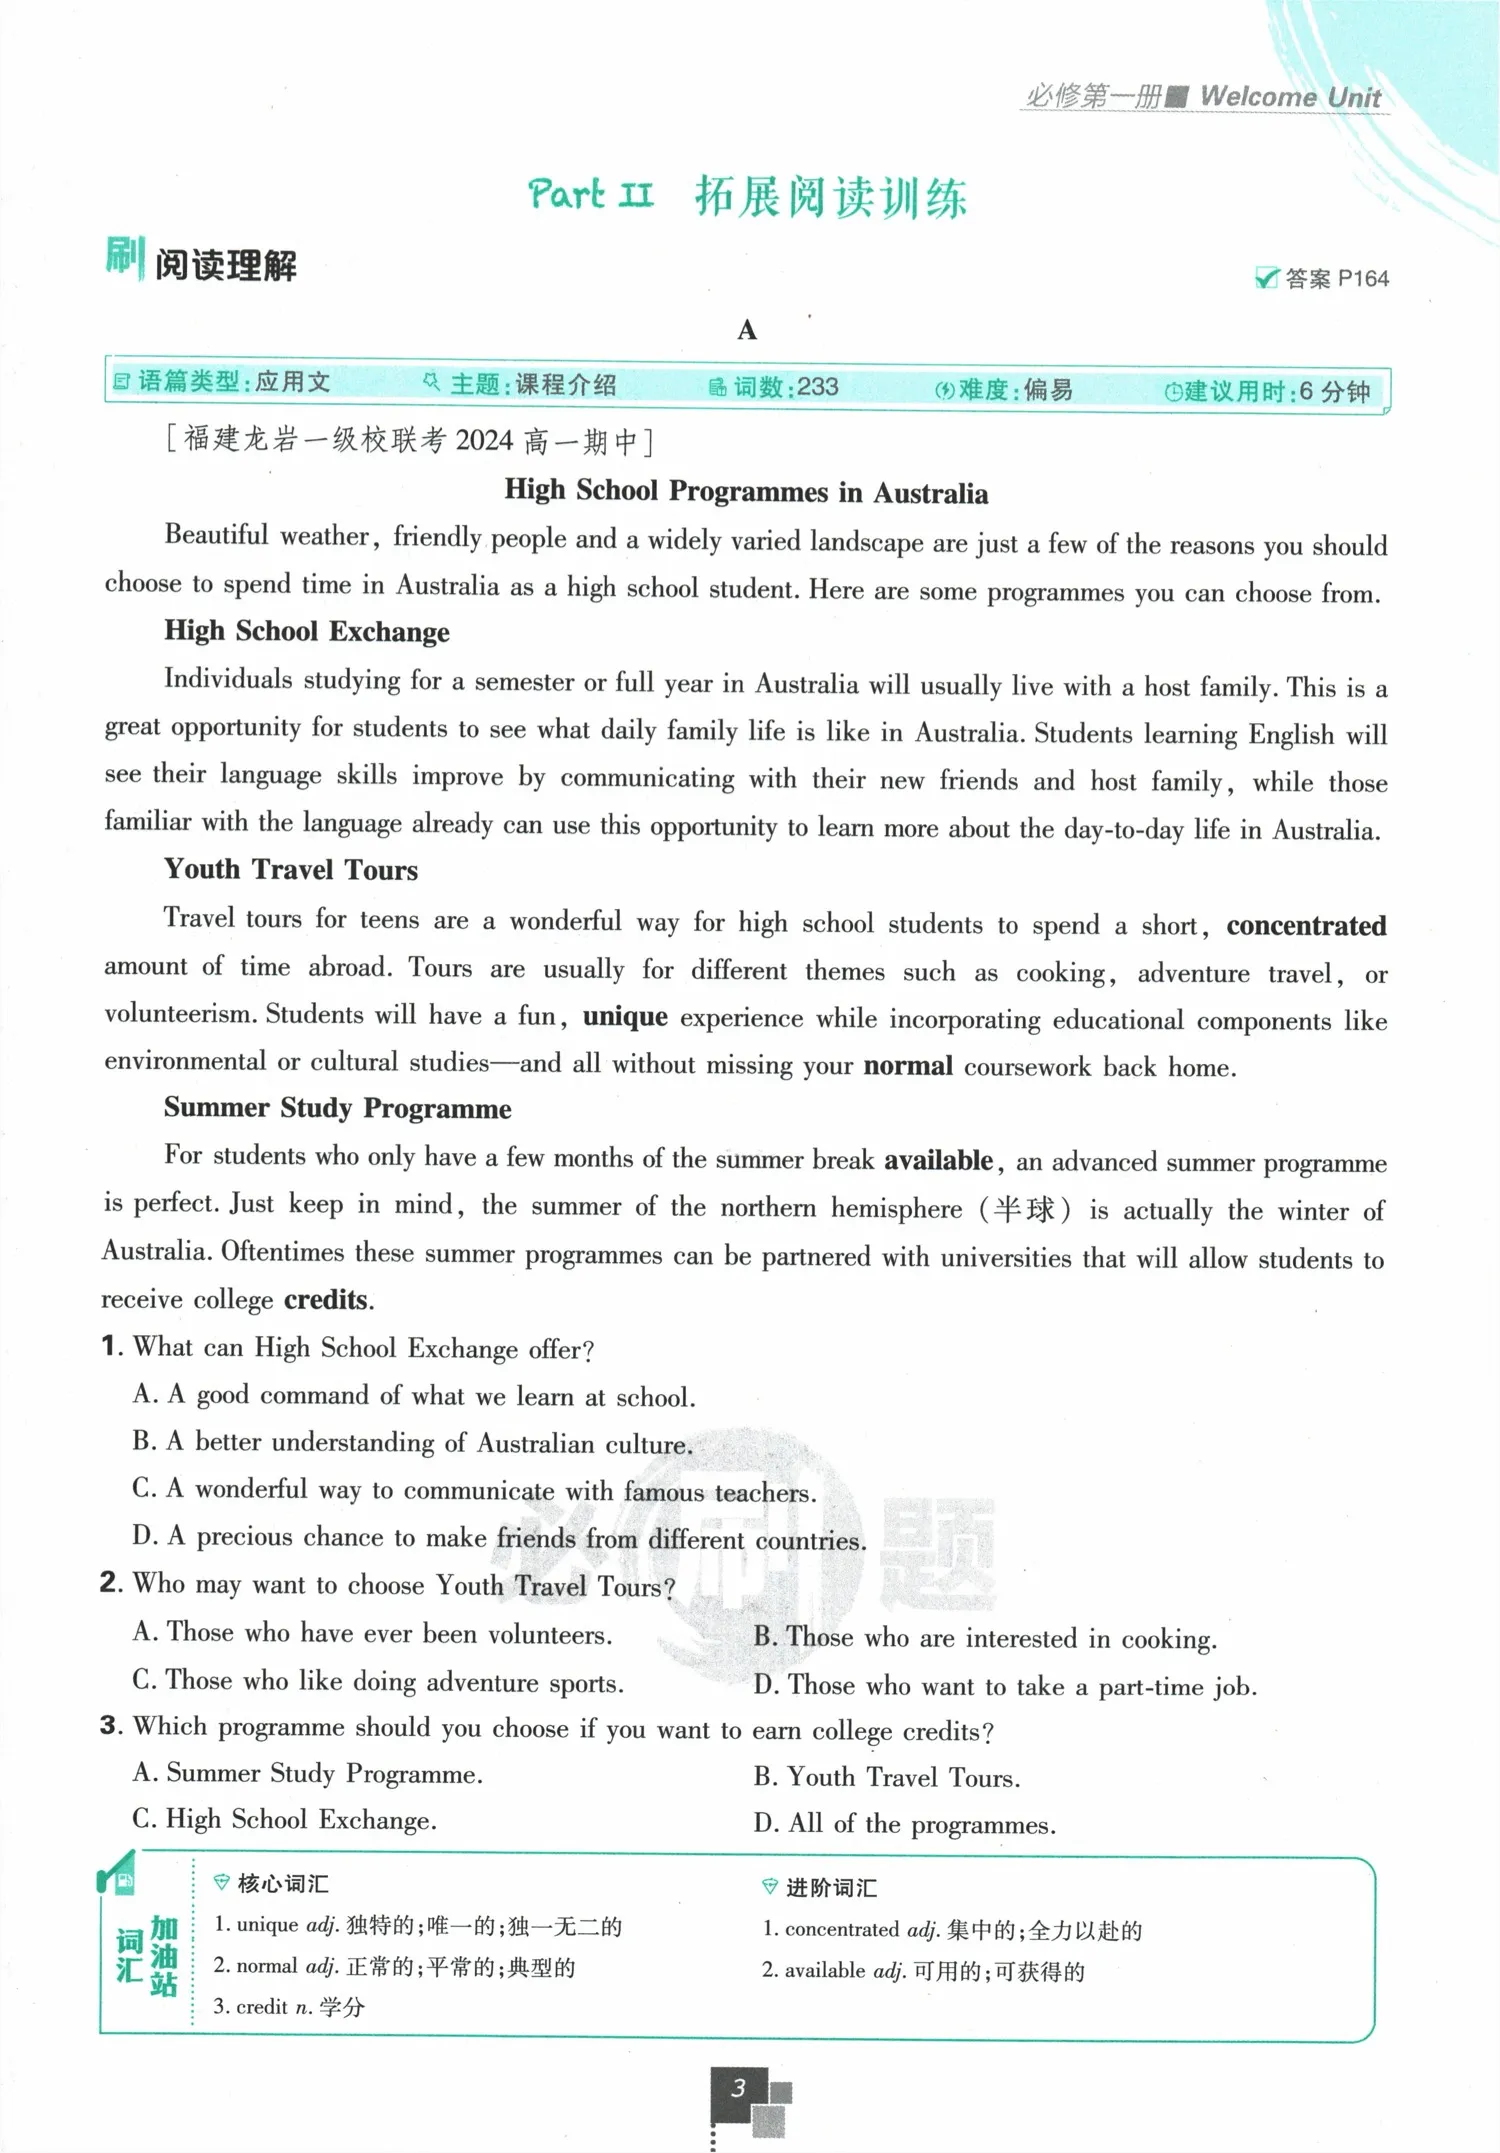 必修第一册 Welcome Unit
Part II 拓展阅读训练
刷 阅读理解
答案 P164
A
语篇类型:应用文 主题:课程介绍 词数:233 难度:偏易 建议用时:6 分钟
[福建龙岩一级校联考 2024 高一期中]
High School Programmes in Australia
Beautiful weather, friendly people and a widely varied landscape are just a few of the reasons you should
choose to spend time in Australia as a high school student. Here are some programmes you can choose from.
High School Exchange
Individuals studying for a semester or full year in Australia will usually live with a host family. This is a
great opportunity for students to see what daily family life is like in Australia. Students learning English will
see their language skills improve by communicating with their new friends and host family, while those
familiar with the language already can use this opportunity to learn more about the day-to-day life in Australia.
Youth Travel Tours
Travel tours for teens are a wonderful way for high school students to spend a short, concentrated
amount of time abroad. Tours are usually for different themes such as cooking, adventure travel, or
volunteerism. Students will have a fun, unique experience while incorporating educational components like
environmental or cultural studies—and all without missing your normal coursework back home.
Summer Study Programme
For students who only have a few months of the summer break available, an advanced summer programme
is perfect. Just keep in mind, the summer of the northern hemisphere (半球) is actually the winter of
Australia. Oftentimes these summer programmes can be partnered with universities that will allow students to
receive college credits.
1. What can High School Exchange offer?
A. A good command of what we learn at school.
B. A better understanding of Australian culture.
C. A wonderful way to communicate with famous teachers.
D. A precious chance to make friends from different countries.
2. Who may want to choose Youth Travel Tours?
A. Those who have ever been volunteers. B. Those who are interested in cooking.
C. Those who like doing adventure sports. D. Those who want to take a part-time job.
3. Which programme should you choose if you want to earn college credits?
A. Summer Study Programme. B. Youth Travel Tours.
C. High School Exchange. D. All of the programmes.
必刷题
词汇加油站
核心词汇
1. unique adj. 独特的;唯一的;独一无二的
2. normal adj. 正常的;平常的;典型的
3. credit n. 学分
进阶词汇
1. concentrated adj. 集中的;全力以赴的
2. available adj. 可用的;可获得的
3